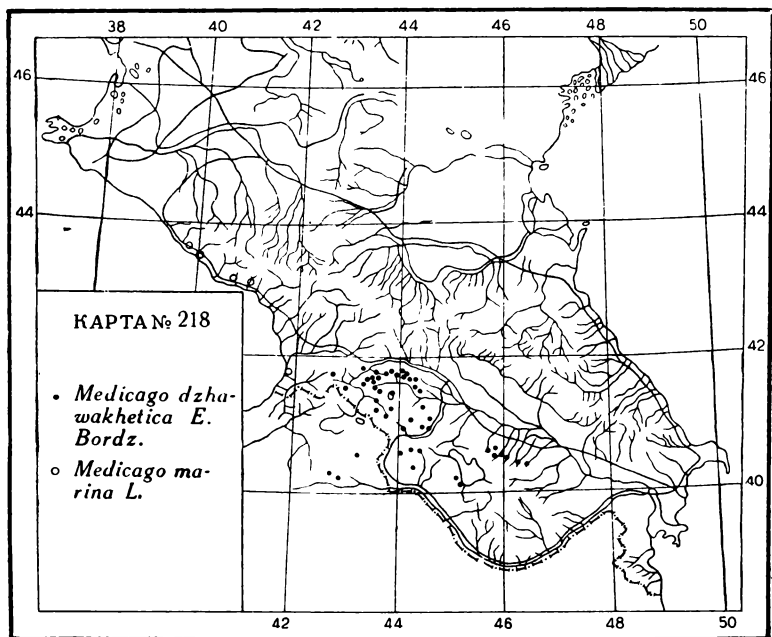 38 40 42 44 46 48 50
46 46
44 44
КАРТА № 218
42
Medicago dzha-
wakhetica E.
Bordz.
Medicago ma-
rina L.
40
42 44 46 48 50